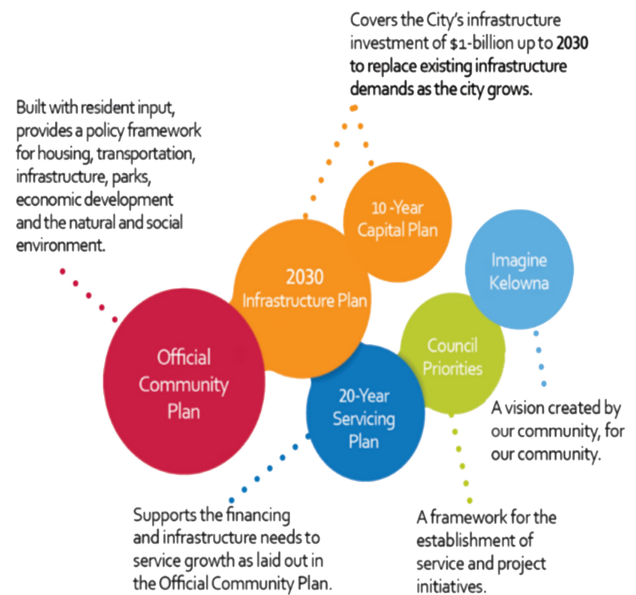 Covers the City's infrastructure
investment of $1-billion up to 2030
to replace existing infrastructure
demands as the city grows.
Built with resident input,
provides a policy framework
for housing, transportation,
infrastructure, parks,
economic development
and the natural and social
environment.
10 -Year
Capital Plan
Imagine
Kelowna
2030
Infrastructure Plan
Council
Priorities
Official
Community
Plan
20-Year
Servicing
Plan
A vision created by
our community, for
our community.
Supports the financing
and infrastructure needs to
service growth as laid out in
the Official Community Plan.
A framework for the
establishment of
service and project
initiatives.